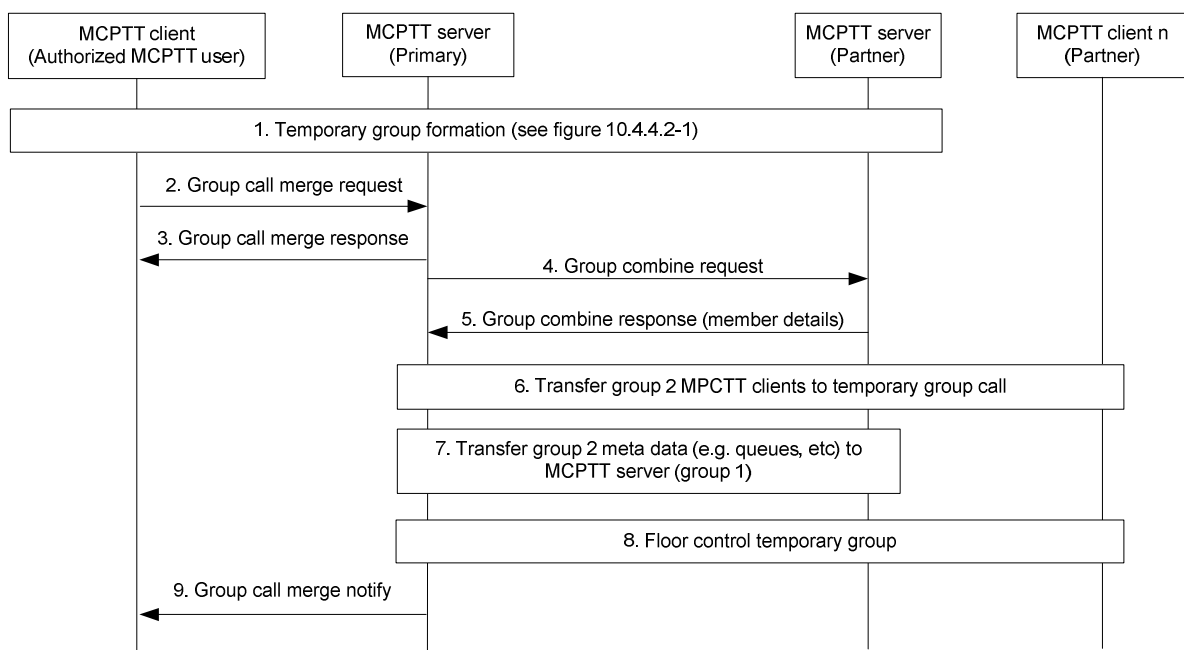 MCPTT client
(Authorized MCPTT user)
MCPTT server
(Primary)
MCPTT server
(Partner)
MCPTT client n
(Partner)
1. Temporary group formation (see figure 10.4.4.2-1)
2. Group call merge request
3. Group call merge response
4. Group combine request
5. Group combine response (member details)
6. Transfer group 2 MPCTT clients to temporary group call
7. Transfer group 2 meta data (e.g. queues, etc) to
MCPTT server (group 1)
8. Floor control temporary group
9. Group call merge notify